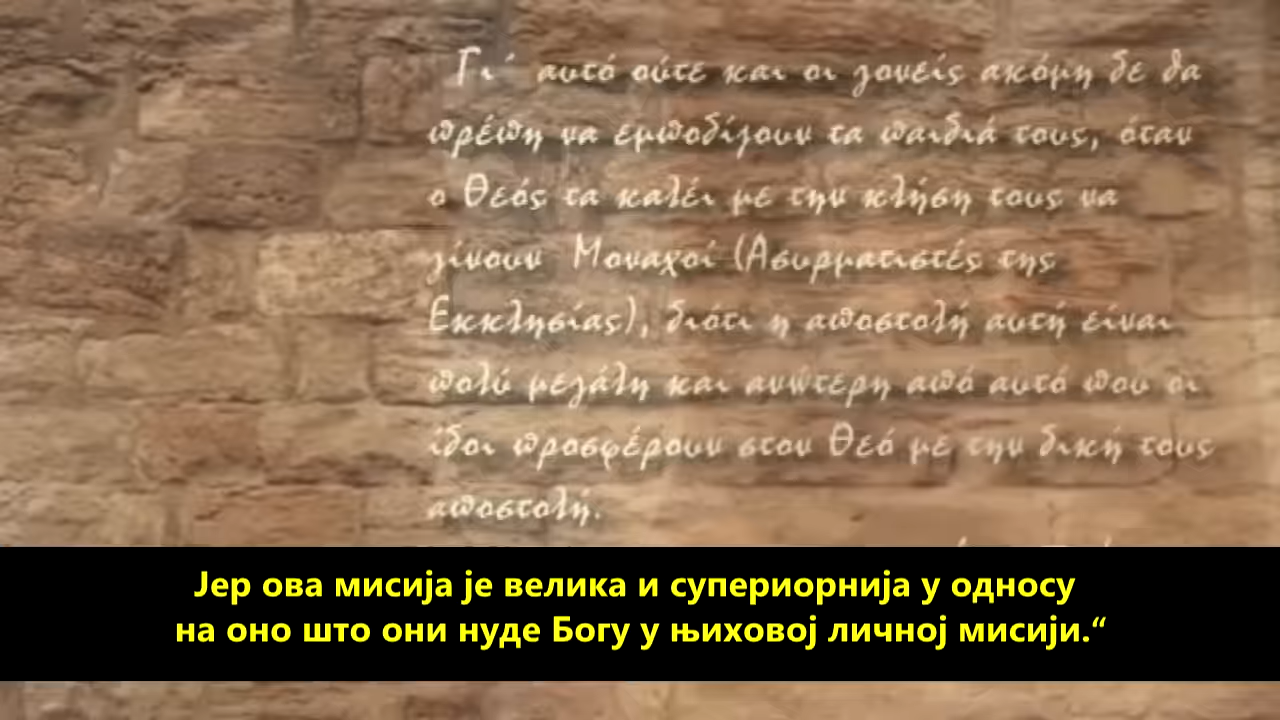 Γι΄ αυτό ούτε και οι γονείς ακόμη δε θα
πρέπη να εμποδίζουν τα παιδιά τους, όταν
ο Θεός τα καλέι με την κλήση τους να
γίνουν Μοναχοί (Ασυρματιστές της
Εκκλησίας), διότι η αποστολή αυτή είναι
πολύ μεγάλη και ανώτερη από αυτό που οι
ίδοι προσφέρουν στον Θεό με την δική τους
αποστολή.
Јер ова мисија је велика и супериорнија у односу
на оно што они нуде Богу у њиховој личној мисији.“